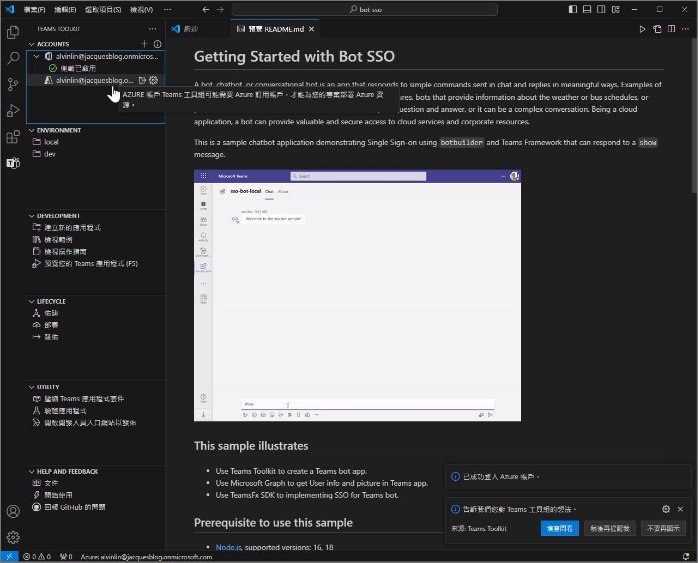 檔案(F) 編輯(E) 選取項目(S) 檢視(V) ··· bot-sso
TEAMS TOOLKIT ···
ACCOUNTS
alvinlin@jacquesblog.onmicros...
側載已啟用
alvinlin@jacquesblog.o...
AZURE 帳戶 Teams 工具組可能需要 Azure 訂用帳戶，才能為您的專案部署 Azure 資
源。
ENVIRONMENT
local
dev
DEVELOPMENT
建立新的應用程式
檢視範例
檢視操作指南
預覽您的 Teams 應用程式 (F5)
LIFECYCLE
佈建
部署
發佈
UTILITY
壓縮 Teams 應用程式套件
驗證應用程式
HELP AND FEEDBACK
文件
開始使用
回報 GitHub 的問題
預覽 README.md
Getting Started with Bot SSO
A bot, chatbot, or conversational bot is an app that responds to simple commands sent in chat and replies in meaningful ways. Examples of
ures, bots that provide information about the weather or bus schedules, or
uestion and answer, or it can be a complex conversation. Being a cloud
application, a bot can provide valuable and secure access to cloud services and corporate resources.
This is a sample chatbot application demonstrating Single Sign-on using botbuilder and Teams Framework that can respond to a show
message.
Microsoft Teams
Search
sso-bot-local Chat About
Welcome to the sso bot sample!
show
This sample illustrates
Use Teams Toolkit to create a Teams bot app.
Use Microsoft Graph to get User info and picture in Teams app.
Use TeamsFx SDK to implementing SSO for Teams bot.
Prerequisite to use this sample
Node.js, supported versions: 16, 18
已成功登入 Azure 帳戶。
告訴我們您對 Teams 工具組的想法。
來源: Teams Toolkit
填寫問卷 稍後再提醒我 不要再顯示
0 0 0 Azure: alvinlin@jacquesblog.onmicrosoft.com